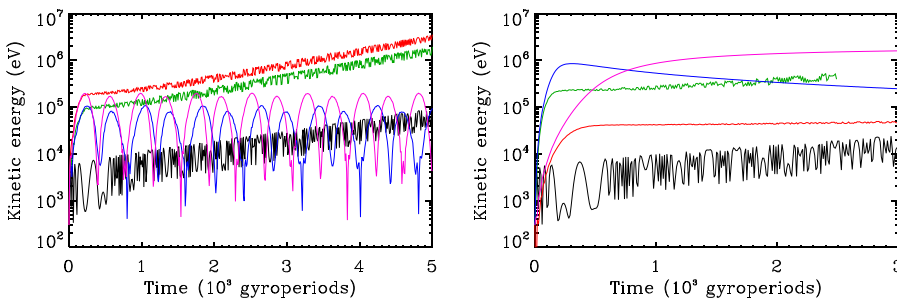 Kinetic energy (eV)
10⁷
10⁶
10⁵
10⁴
10³
10²
0 1 2 3 4 5
Time (10³ gyroperiods)
Kinetic energy (eV)
10⁷
10⁶
10⁵
10⁴
10³
10²
0 1 2 3
Time (10³ gyroperiods)